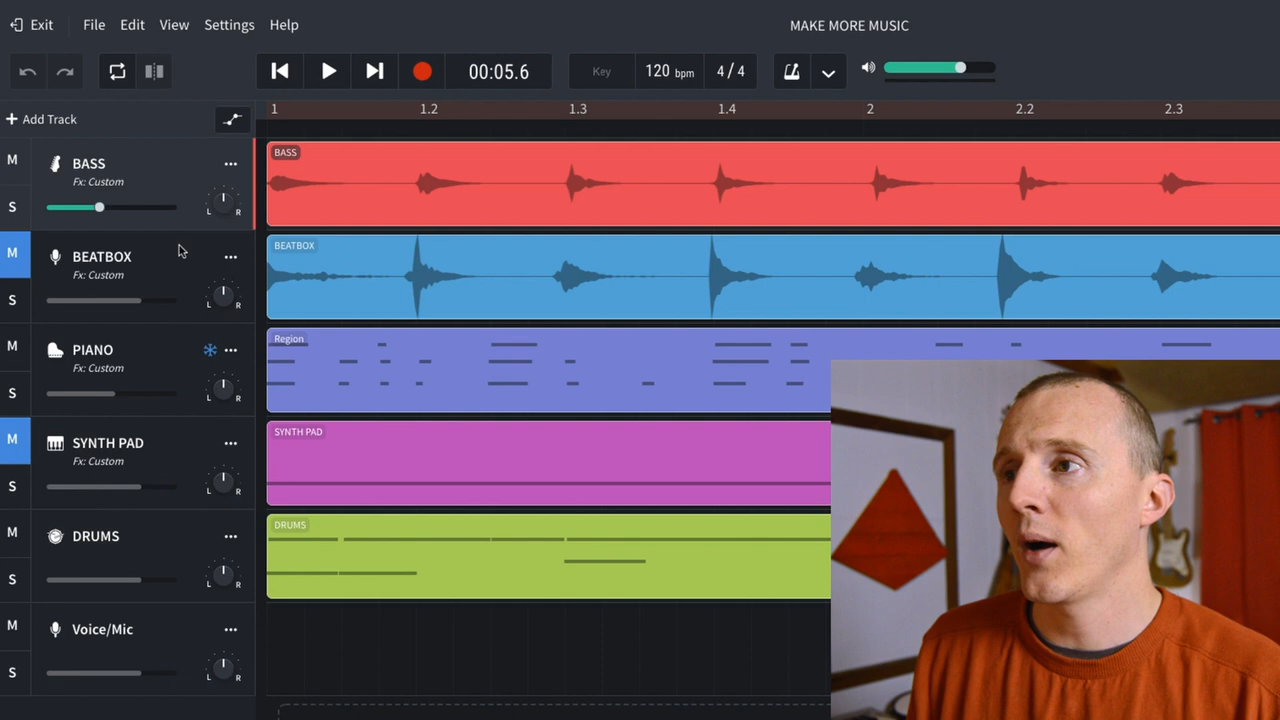 Exit File Edit View Settings Help
MAKE MORE MUSIC
00:05.6 Key 120 bpm 4/4
+ Add Track
1 1.2 1.3 1.4 2 2.2 2.3
M BASS
Fx: Custom
S L R
BASS
M BEATBOX
Fx: Custom
S L R
BEATBOX
M PIANO
Fx: Custom
S L R
Region
M SYNTH PAD
Fx: Custom
S L R
SYNTH PAD
M DRUMS
S L R
DRUMS
M Voice/Mic
S L R